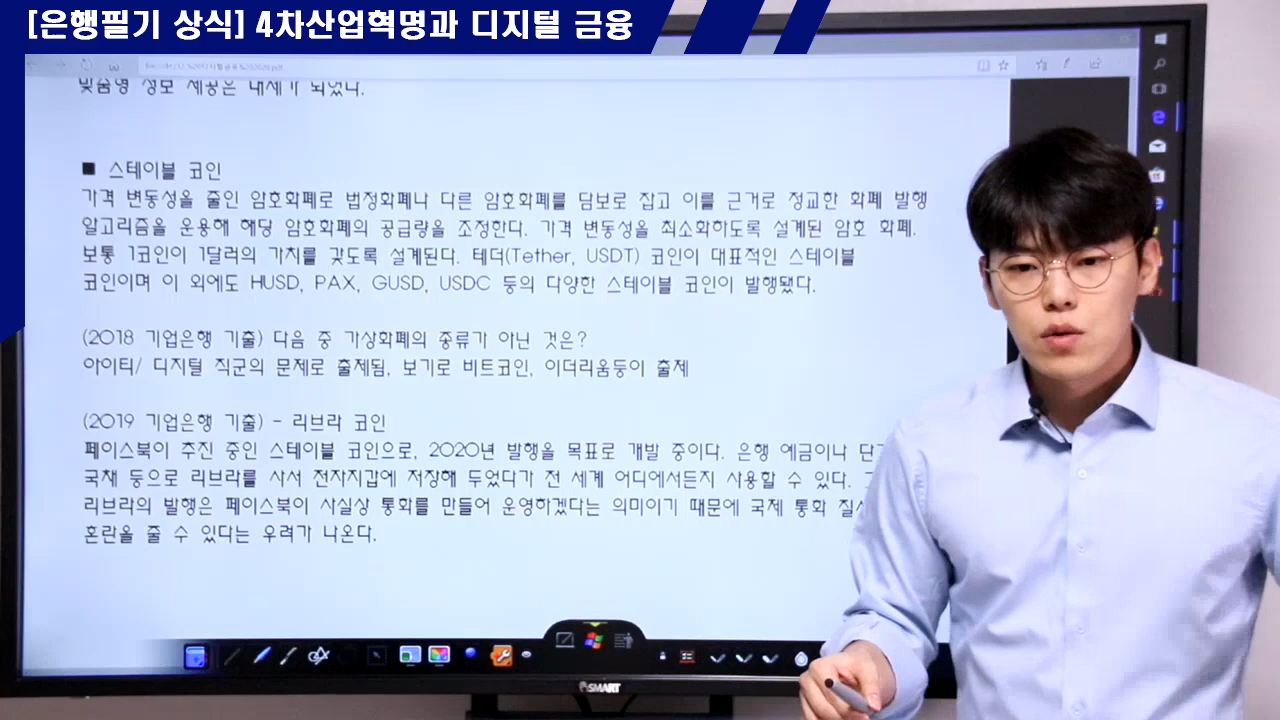 [은행필기 상식] 4차산업혁명과 디지털 금융
맞춤형 정보 제공은 대세가 되었다.
■ 스테이블 코인
가격 변동성을 줄인 암호화폐로 법정화폐나 다른 암호화폐를 담보로 잡고 이를 근거로 정교한 화폐 발행
알고리즘을 운용해 해당 암호화폐의 공급량을 조정한다. 가격 변동성을 최소화하도록 설계된 암호 화폐.
보통 1코인이 1달러의 가치를 갖도록 설계된다. 테더(Tether, USDT) 코인이 대표적인 스테이블
코인이며 이 외에도 HUSD, PAX, GUSD, USDC 등의 다양한 스테이블 코인이 발행됐다.
(2018 기업은행 기출) 다음 중 가상화폐의 종류가 아닌 것은?
아이티/ 디지털 직군의 문제로 출제됨, 보기로 비트코인, 이더리움등이 출제
(2019 기업은행 기출) - 리브라 코인
페이스북이 추진 중인 스테이블 코인으로, 2020년 발행을 목표로 개발 중이다. 은행 예금이나
국채 등으로 리브라를 사서 전자지갑에 저장해 두었다가 전 세계 어디에서든지 사용할 수 있다.
리브라의 발행은 페이스북이 사실상 통화를 만들어 운영하겠다는 의미이기 때문에 국제 통화
혼란을 줄 수 있다는 우려가 나온다.
SMART